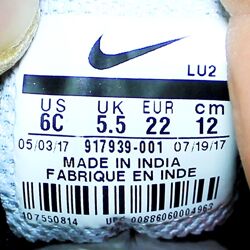 LU2
US UK EUR cm
6C 5.5 22 12
05/03/17 917939-001 07/19/17
MADE IN INDIA
FABRIQUE EN INDE
107550814 UPC 00886060004963